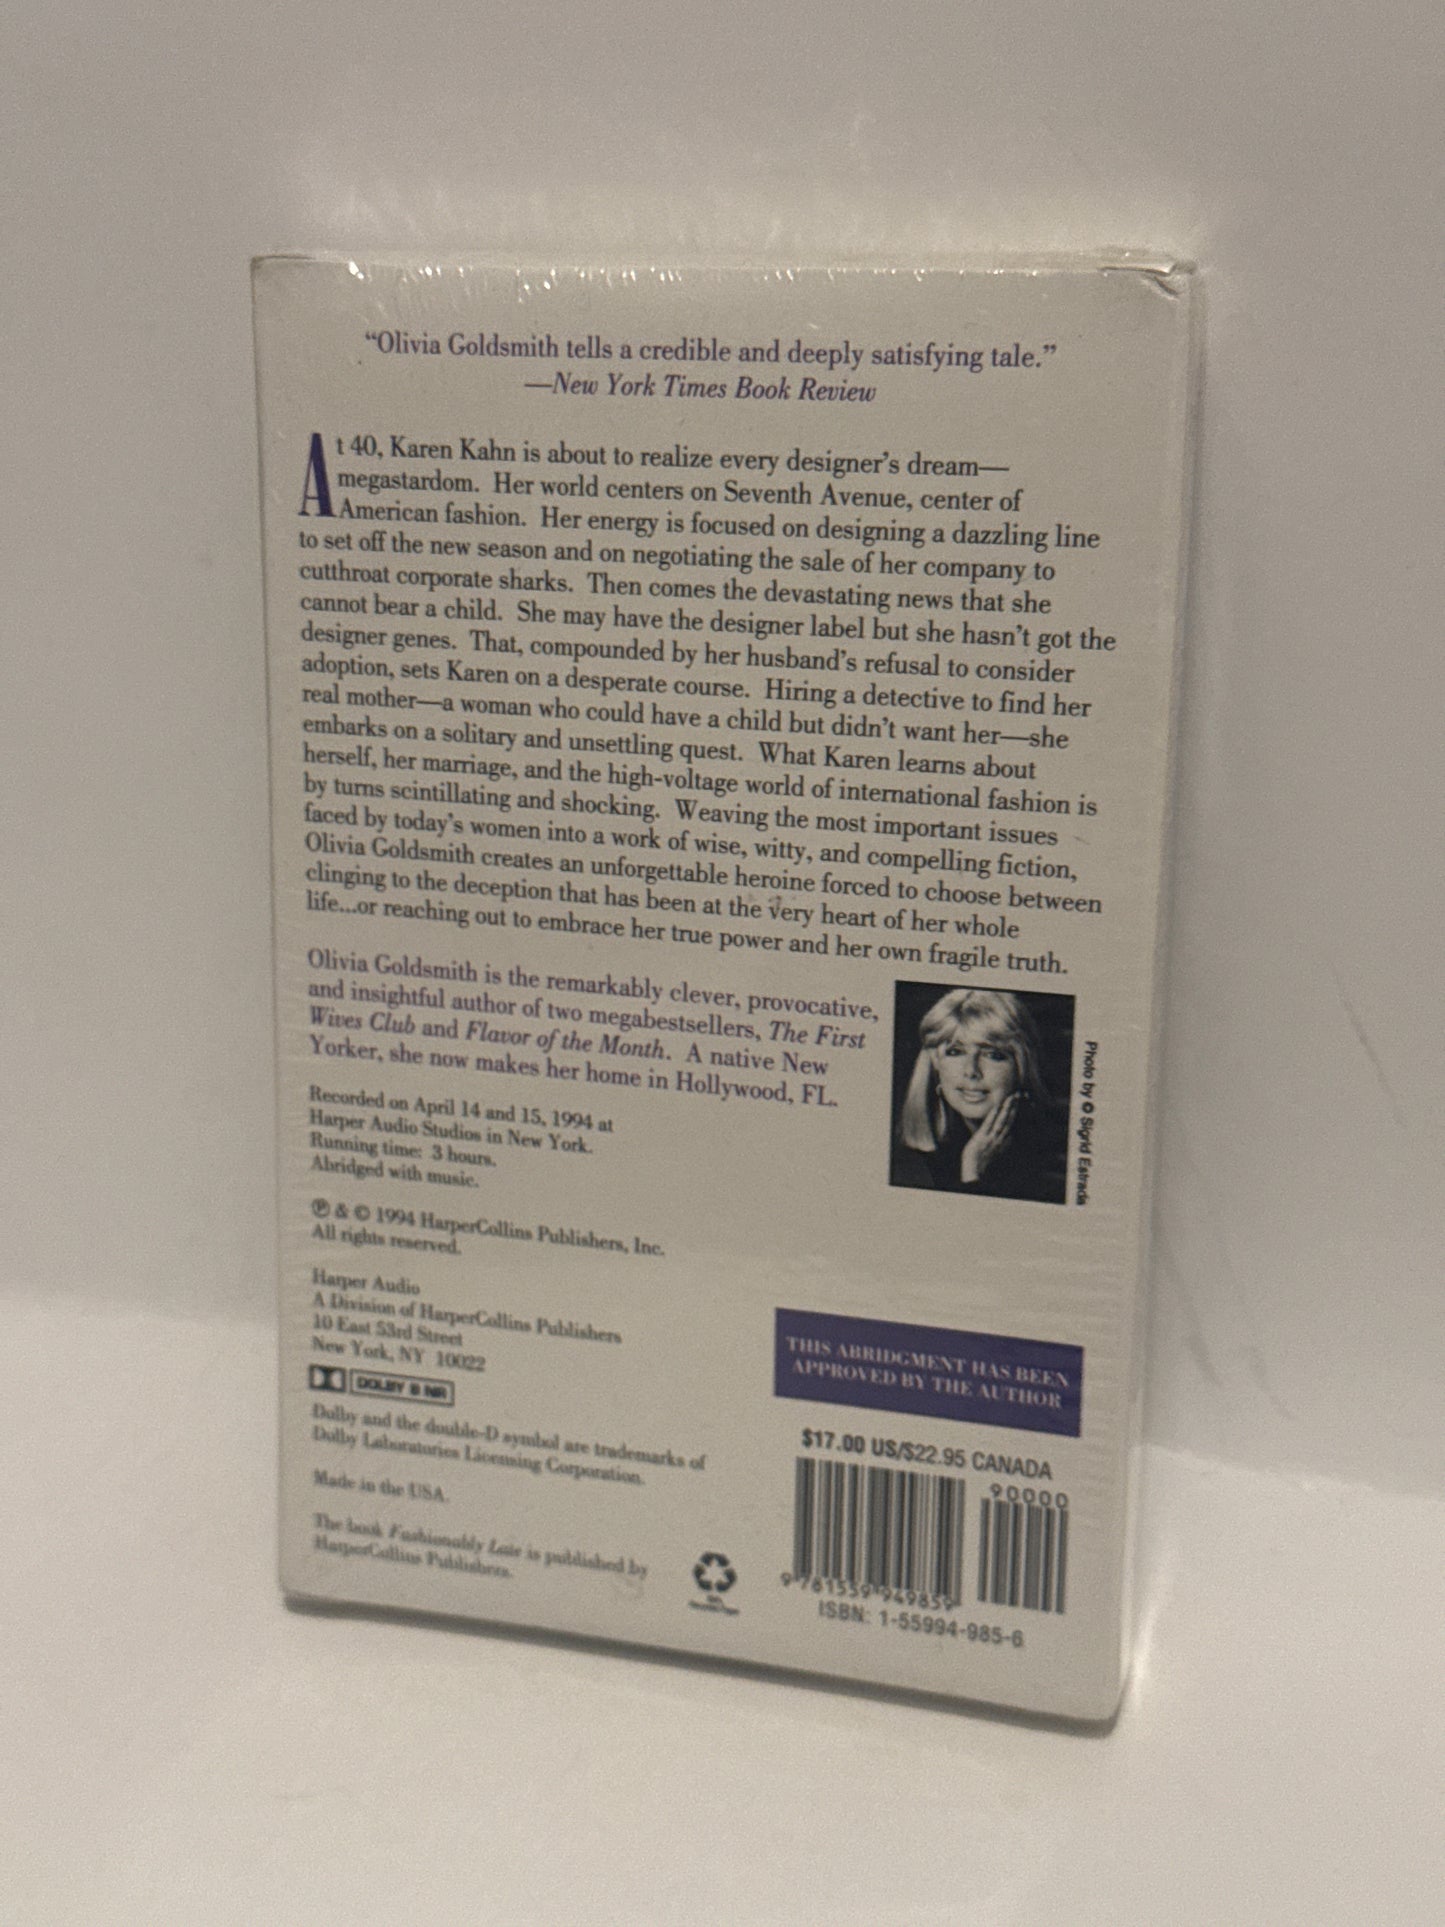 “Olivia Goldsmith tells a credible and deeply satisfying tale.”
—New York Times Book Review
At 40, Karen Kahn is about to realize every designer’s dream—
megastardom. Her world centers on Seventh Avenue, center of
American fashion. Her energy is focused on designing a dazzling line
to set off the new season and on negotiating the sale of her company to
cutthroat corporate sharks. Then comes the devastating news that she
cannot bear a child. She may have the designer label but she hasn’t got the
designer genes. That, compounded by her husband’s refusal to consider
adoption, sets Karen on a desperate course. Hiring a detective to find her
real mother—a woman who could have a child but didn’t want her—she
embarks on a solitary and unsettling quest. What Karen learns about
herself, her marriage, and the high-voltage world of international fashion is
by turns scintillating and shocking. Weaving the most important issues
faced by today’s women into a work of wise, witty, and compelling fiction,
Olivia Goldsmith creates an unforgettable heroine forced to choose between
clinging to the deception that has been at the very heart of her whole
life...or reaching out to embrace her true power and her own fragile truth.
Olivia Goldsmith is the remarkably clever, provocative,
and insightful author of two megabestsellers, The First
Wives Club and Flavor of the Month. A native New
Yorker, she now makes her home in Hollywood, FL.
Photo by © Sigrid Estrada
Recorded on April 14 and 15, 1994 at
Harper Audio Studios in New York.
Running time: 3 hours.
Abridged with music.
℗ & © 1994 HarperCollins Publishers, Inc.
All rights reserved.
Harper Audio
A Division of HarperCollins Publishers
10 East 53rd Street
New York, NY 10022
DOLBY B NR
Dolby and the double-D symbol are trademarks of
Dolby Laboratories Licensing Corporation.
Made in the USA.
The book Fashionably Late is published by
HarperCollins Publishers.
THIS ABRIDGMENT HAS BEEN
APPROVED BY THE AUTHOR
$17.00 US/$22.95 CANADA
90000
9 781559 949859
ISBN: 1-55994-985-6